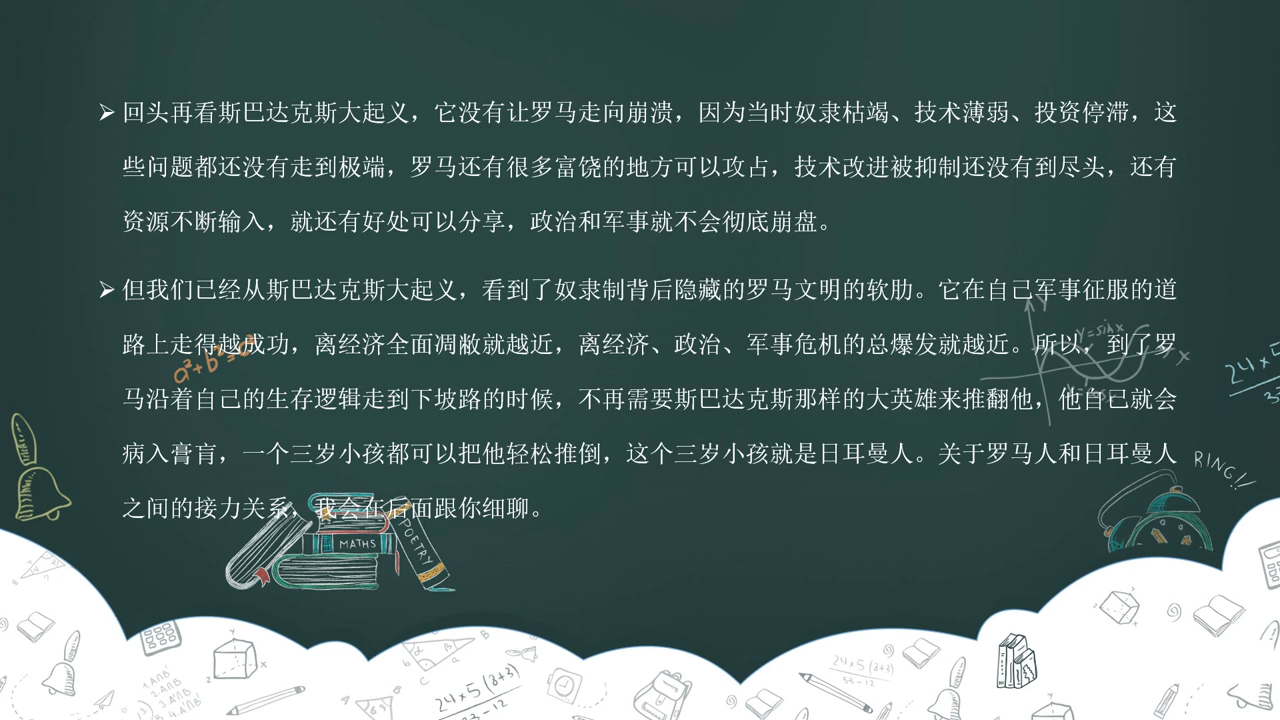 回头再看斯巴达克斯大起义，它没有让罗马走向崩溃，因为当时奴隶枯竭、技术薄弱、投资停滞，这
些问题都还没有走到极端，罗马还有很多富饶的地方可以攻占，技术改进被抑制还没有到尽头，还有
资源不断输入，就还有好处可以分享，政治和军事就不会彻底崩盘。
但我们已经从斯巴达克斯大起义，看到了奴隶制背后隐藏的罗马文明的软肋。它在自己军事征服的道
路上走得越成功，离经济全面凋敝就越近，离经济、政治、军事危机的总爆发就越近。所以，到了罗
马沿着自己的生存逻辑走到下坡路的时候，不再需要斯巴达克斯那样的大英雄来推翻他，他自己就会
病入膏肓，一个三岁小孩都可以把他轻松推倒，这个三岁小孩就是日耳曼人。关于罗马人和日耳曼人
之间的接力关系，我会在后面跟你细聊。
y=sinx
RING!!
MATHS
POETRY
24×5(8+3)
33-12
24×5(8+3)
33-12